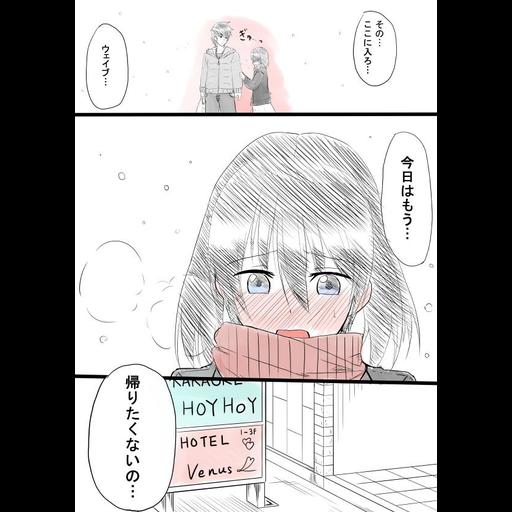 その…
ここに入ろ…
ぎゅ…っ
ウェイブ…
今日はもう…
帰りたくないの…
KARAOKE
HOY HOY
1-3F
HOTEL
Venus